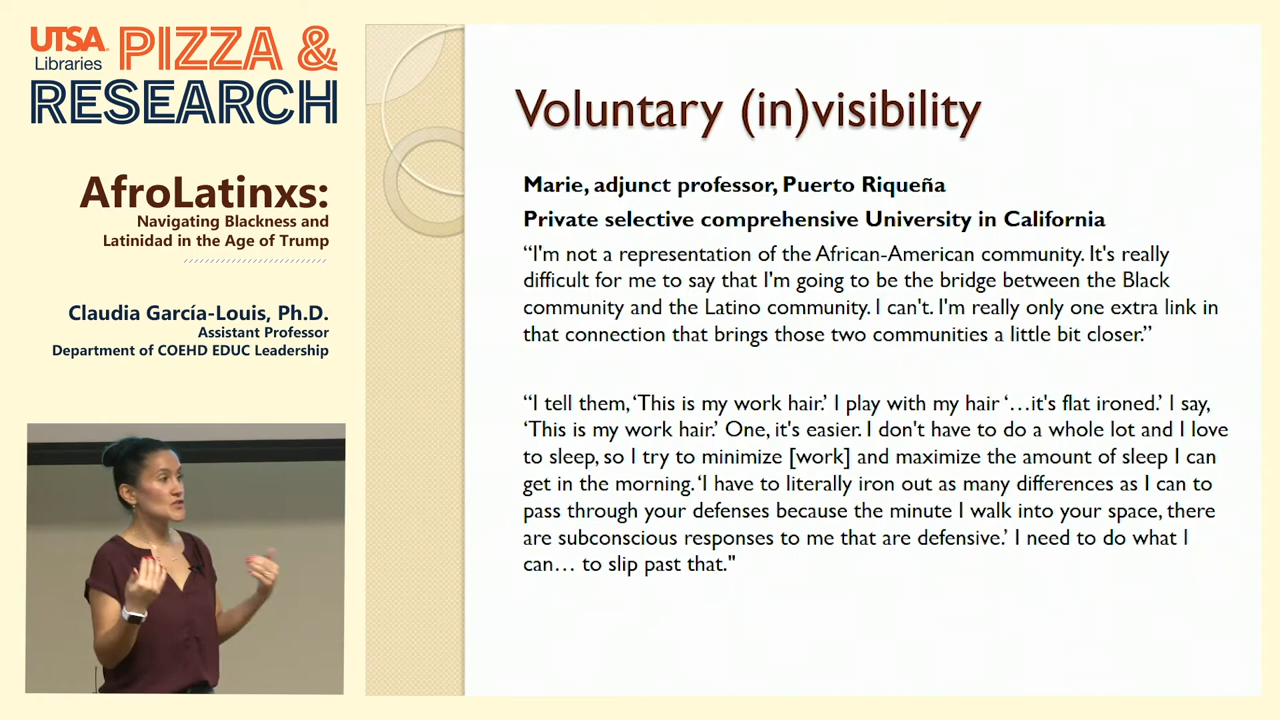 UTSA
Libraries
PIZZA &
RESEARCH
AfroLatinxs:
Navigating Blackness and
Latinidad in the Age of Trump
Claudia García-Louis, Ph.D.
Assistant Professor
Department of COEHD EDUC Leadership
Voluntary (in)visibility
Marie, adjunct professor, Puerto Riqueña
Private selective comprehensive University in California
“I'm not a representation of the African-American community. It's really
difficult for me to say that I'm going to be the bridge between the Black
community and the Latino community. I can't. I'm really only one extra link in
that connection that brings those two communities a little bit closer.”
“I tell them, ‘This is my work hair.’ I play with my hair ‘…it's flat ironed.’ I say,
‘This is my work hair.’ One, it's easier. I don't have to do a whole lot and I love
to sleep, so I try to minimize [work] and maximize the amount of sleep I can
get in the morning. ‘I have to literally iron out as many differences as I can to
pass through your defenses because the minute I walk into your space, there
are subconscious responses to me that are defensive.’ I need to do what I
can… to slip past that."